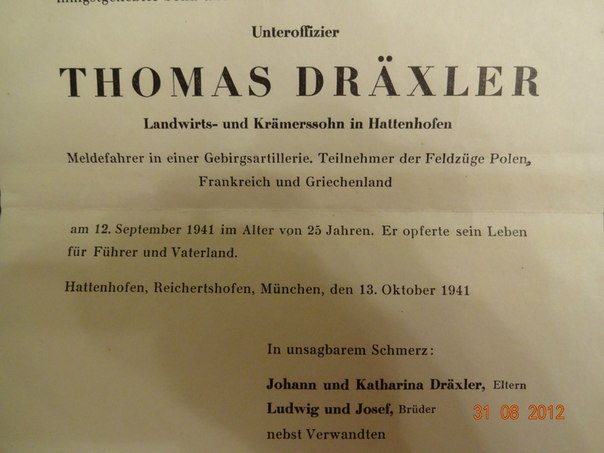 Unteroffizier
THOMAS DRÄXLER
Landwirts- und Krämerssohn in Hattenhofen
Meldefahrer in einer Gebirgsartillerie. Teilnehmer der Feldzüge Polen,
Frankreich und Griechenland
am 12. September 1941 im Alter von 25 Jahren. Er opferte sein Leben
für Führer und Vaterland.
Hattenhofen, Reichertshofen, München, den 13. Oktober 1941
In unsagbarem Schmerz:
Johann und Katharina Dräxler, Eltern
Ludwig und Josef, Brüder
nebst Verwandten
31 08 2012